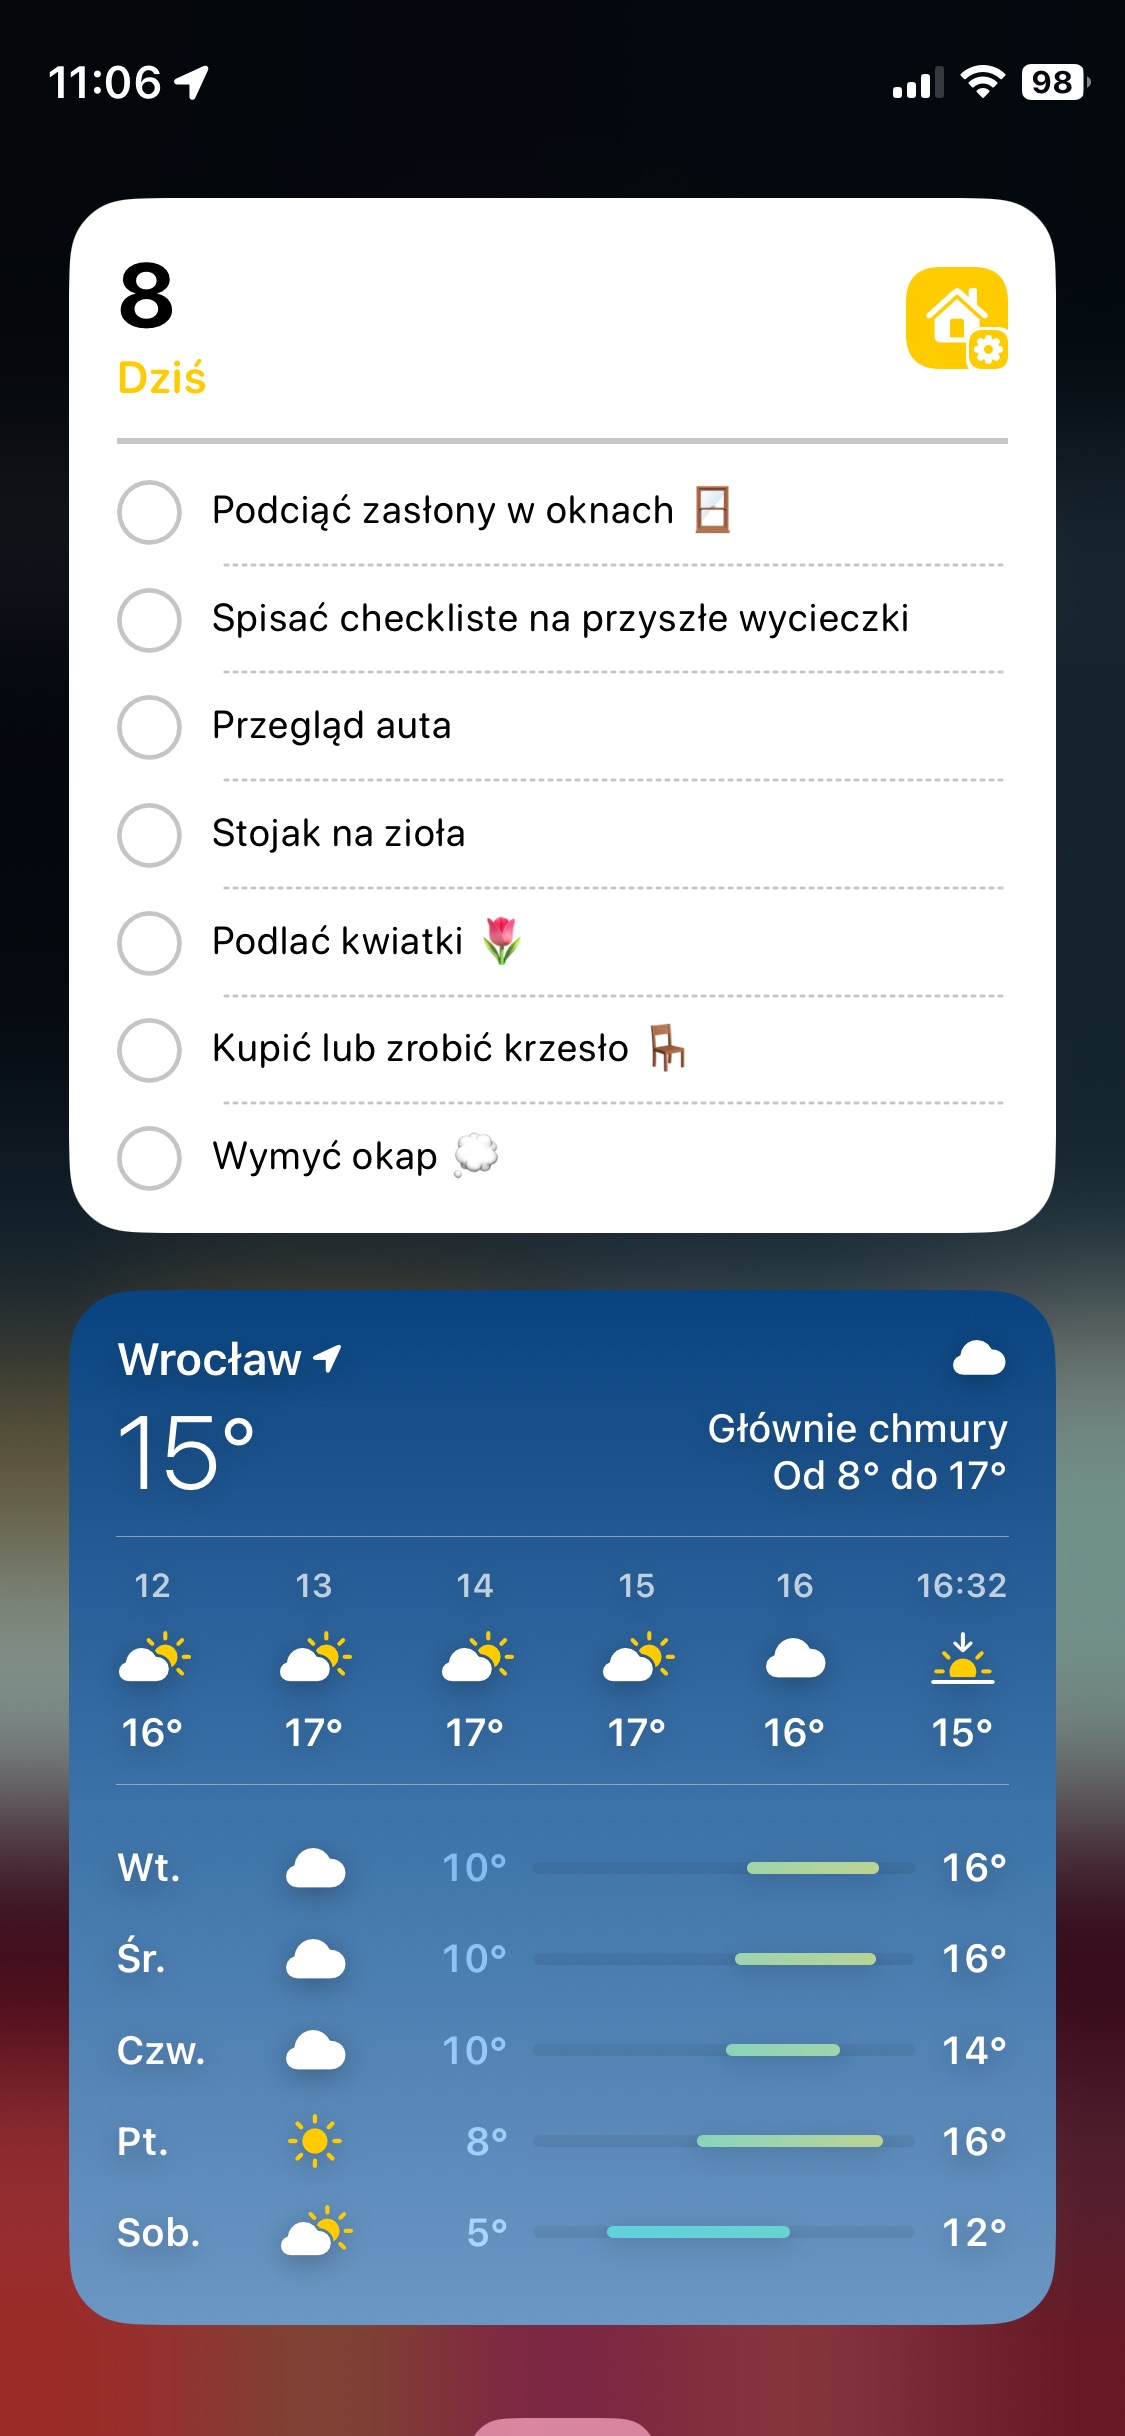 11:06
98
8
Dziś
Podciąć zasłony w oknach 🪟
Spisać checkliste na przyszłe wycieczki
Przegląd auta
Stojak na zioła
Podlać kwiatki 🌷
Kupić lub zrobić krzesło 🪑
Wymyć okap 💭
Wrocław
15°
Głównie chmury
Od 8° do 17°
12 13 14 15 16 16:32
16° 17° 17° 17° 16° 15°
Wt. 10° 16°
Śr. 10° 16°
Czw. 10° 14°
Pt. 8° 16°
Sob. 5° 12°